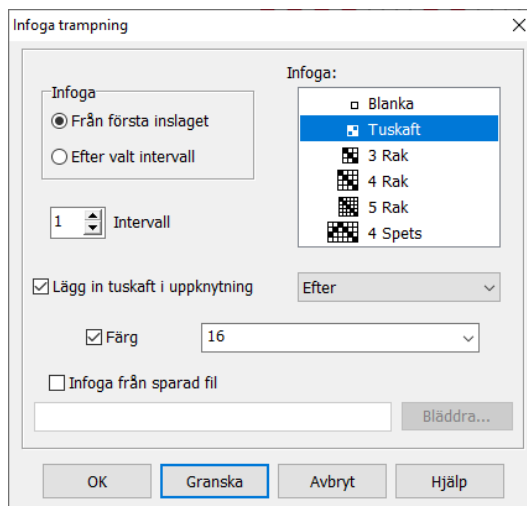 Infoga trampning
Infoga
Från första inslaget
Efter valt intervall
1 Intervall
Infoga:
Blanka
Tuskaft
3 Rak
4 Rak
5 Rak
4 Spets
Lägg in tuskaft i uppknytning Efter
Färg 16
Infoga från sparad fil
Bläddra...
OK Granska Avbryt Hjälp